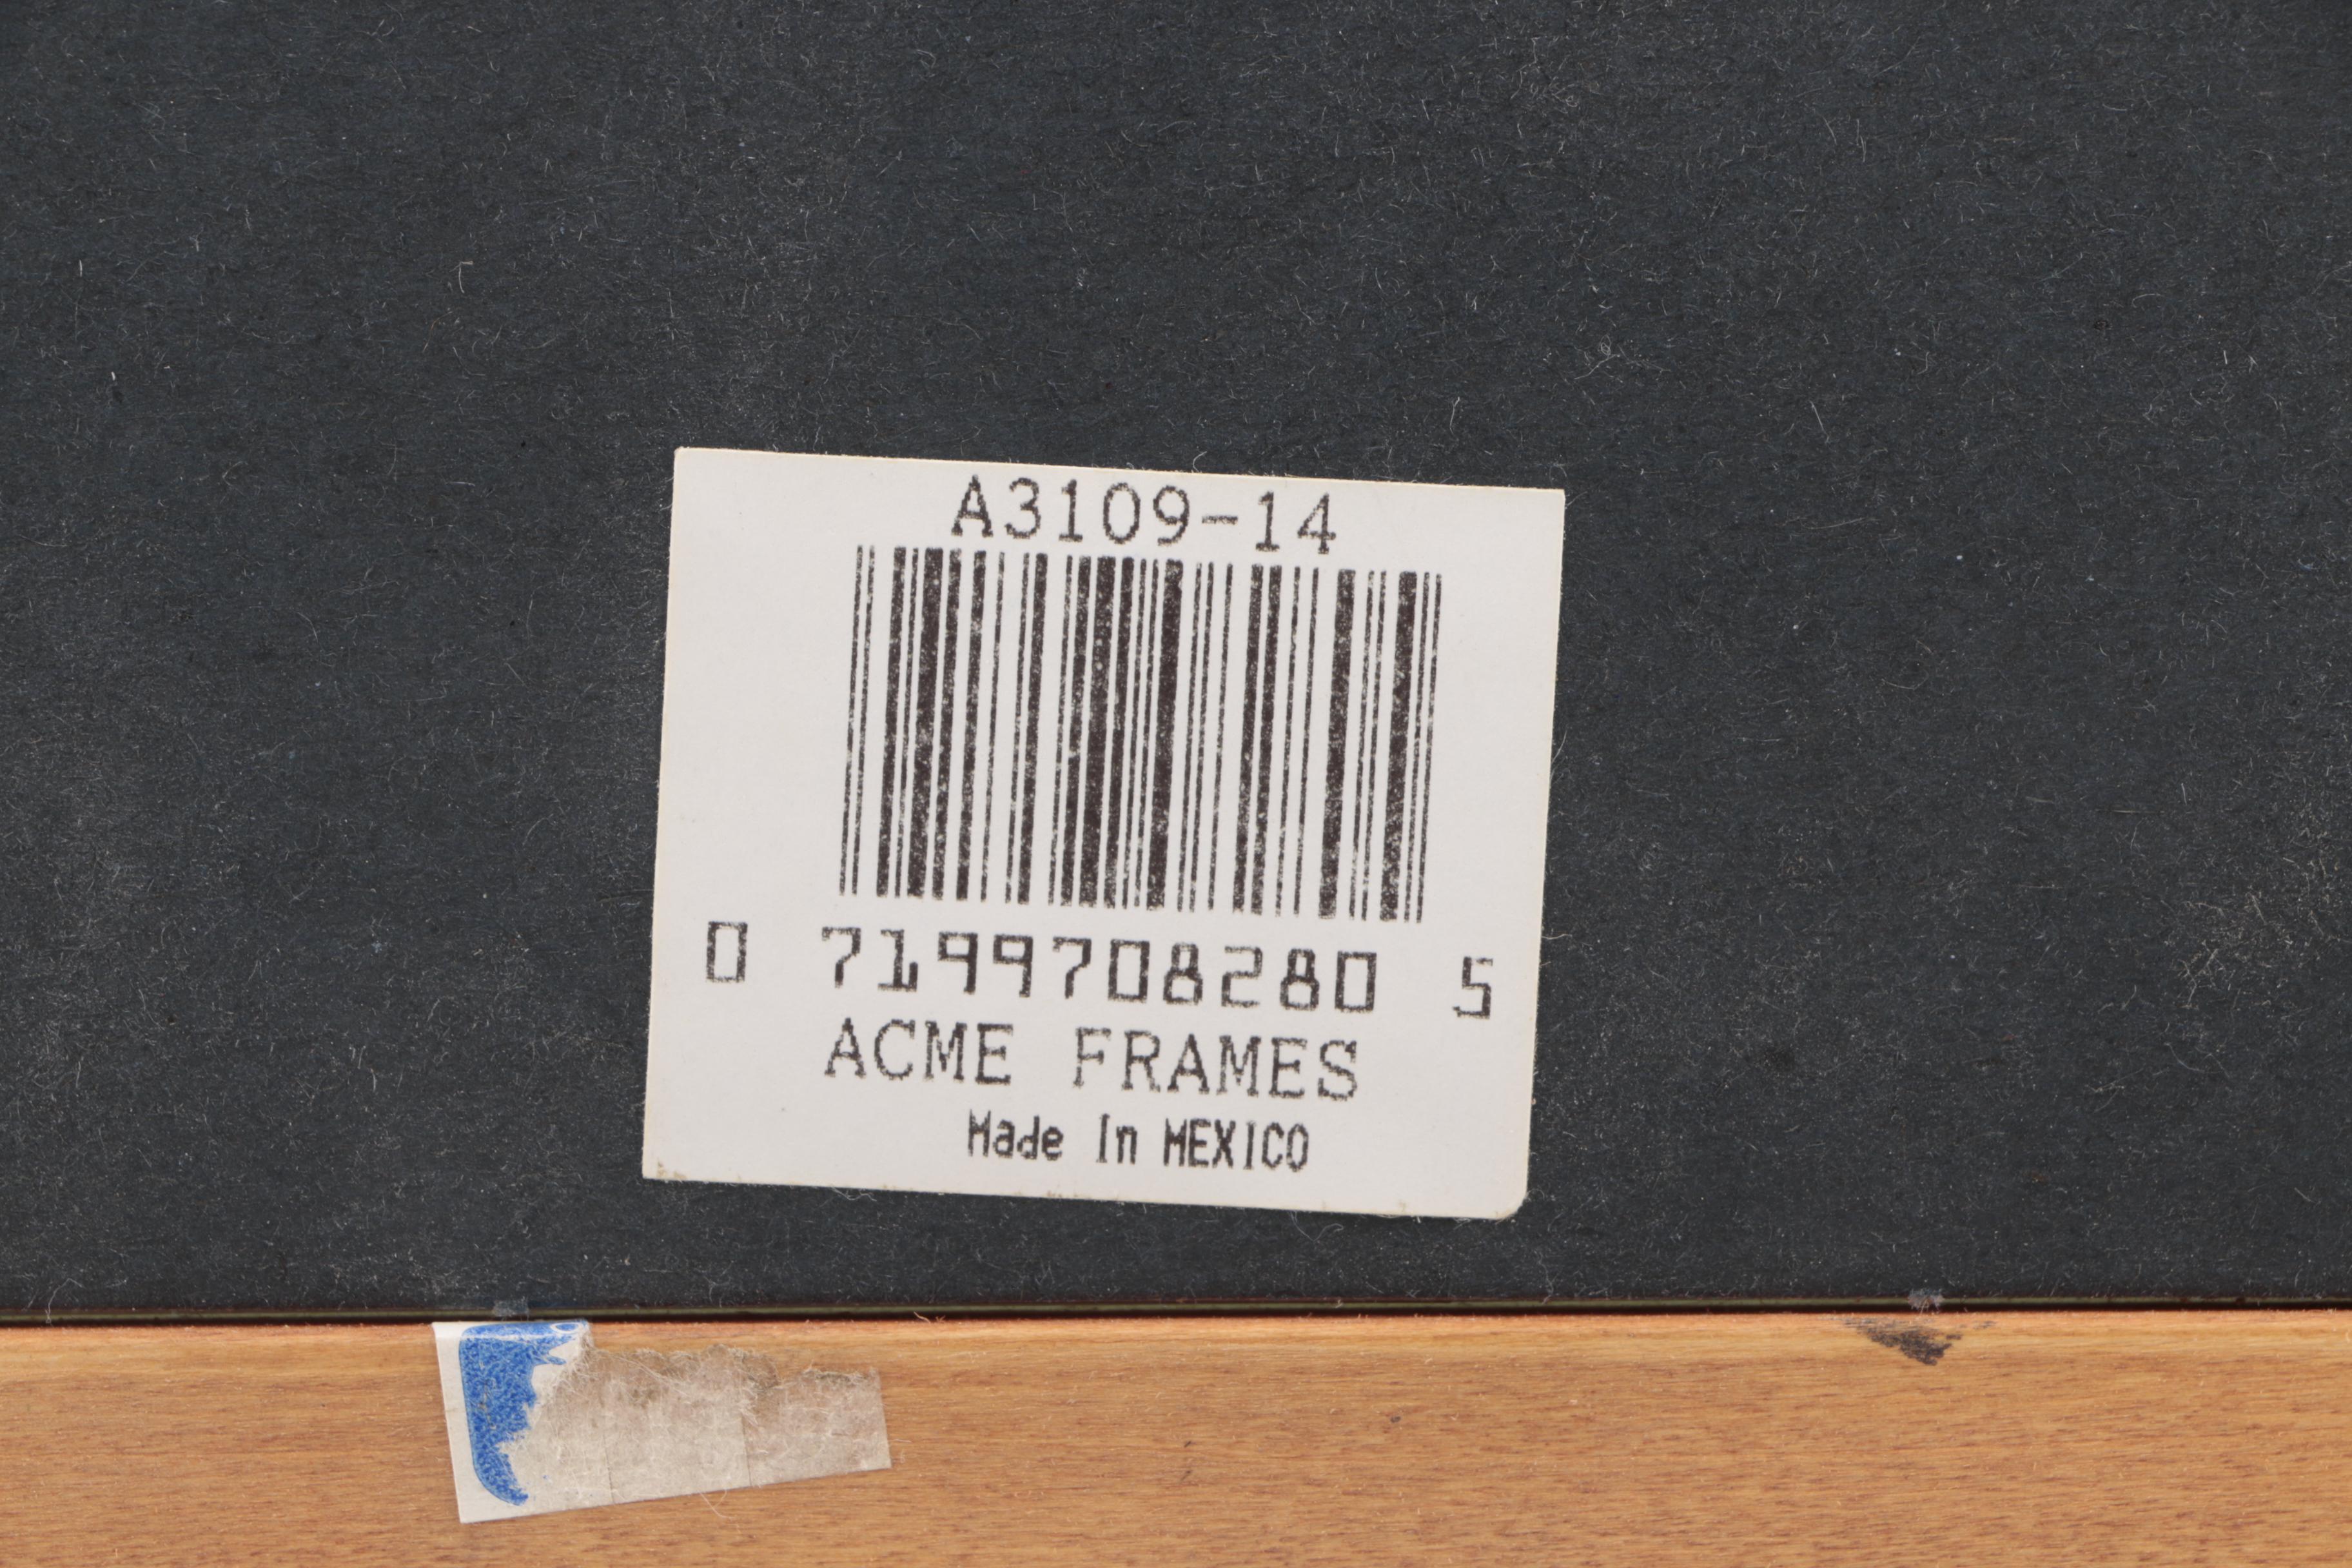 A3109-14
0 7199708280 5
ACME FRAMES
Made In MEXICO